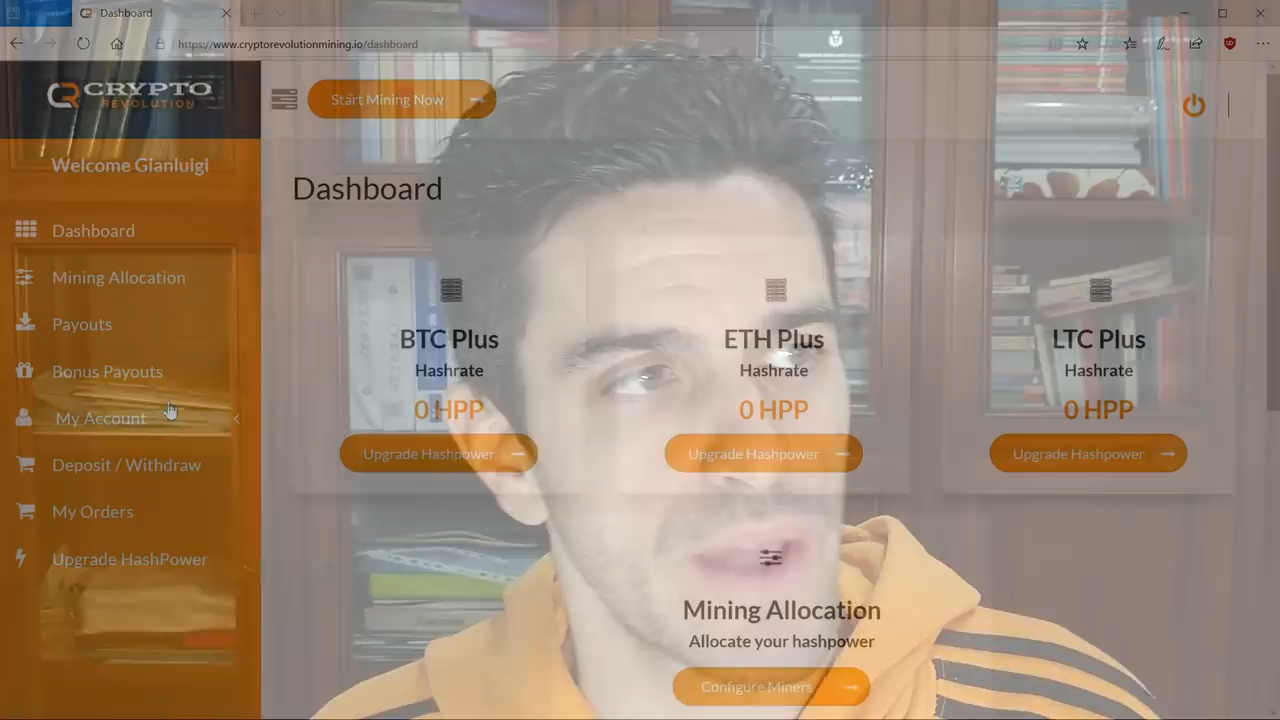 Dashboard
https://www.cryptorevolutionmining.io/dashboard
CRYPTO
REVOLUTION
Start Mining Now
Welcome Gianluigi
Dashboard
Dashboard
Mining Allocation
Payouts
Bonus Payouts
My Account
Deposit / Withdraw
My Orders
Upgrade HashPower
BTC Plus
Hashrate
0 HPP
Upgrade Hashpower
ETH Plus
Hashrate
0 HPP
Upgrade Hashpower
LTC Plus
Hashrate
0 HPP
Upgrade Hashpower
Mining Allocation
Allocate your hashpower
Configure Miners